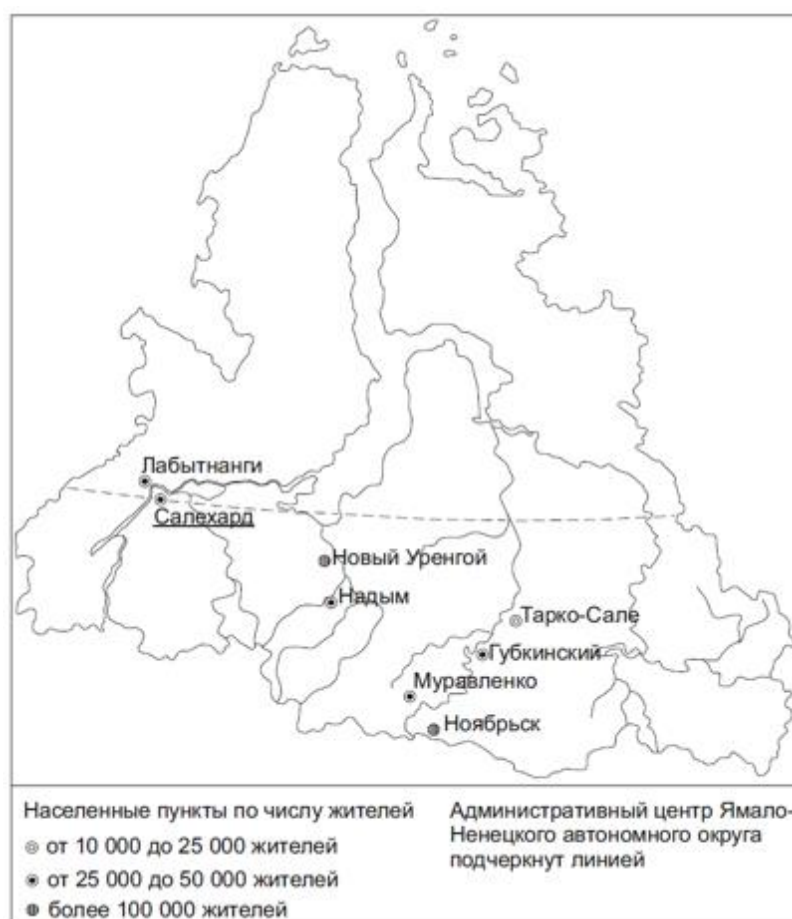 Лабытнанги
Салехард
Новый Уренгой
Надым
Тарко-Сале
Губкинский
Муравленко
Ноябрьск
Населенные пункты по числу жителей
от 10 000 до 25 000 жителей
от 25 000 до 50 000 жителей
более 100 000 жителей
Административный центр Ямало-
Ненецкого автономного округа
подчеркнут линией